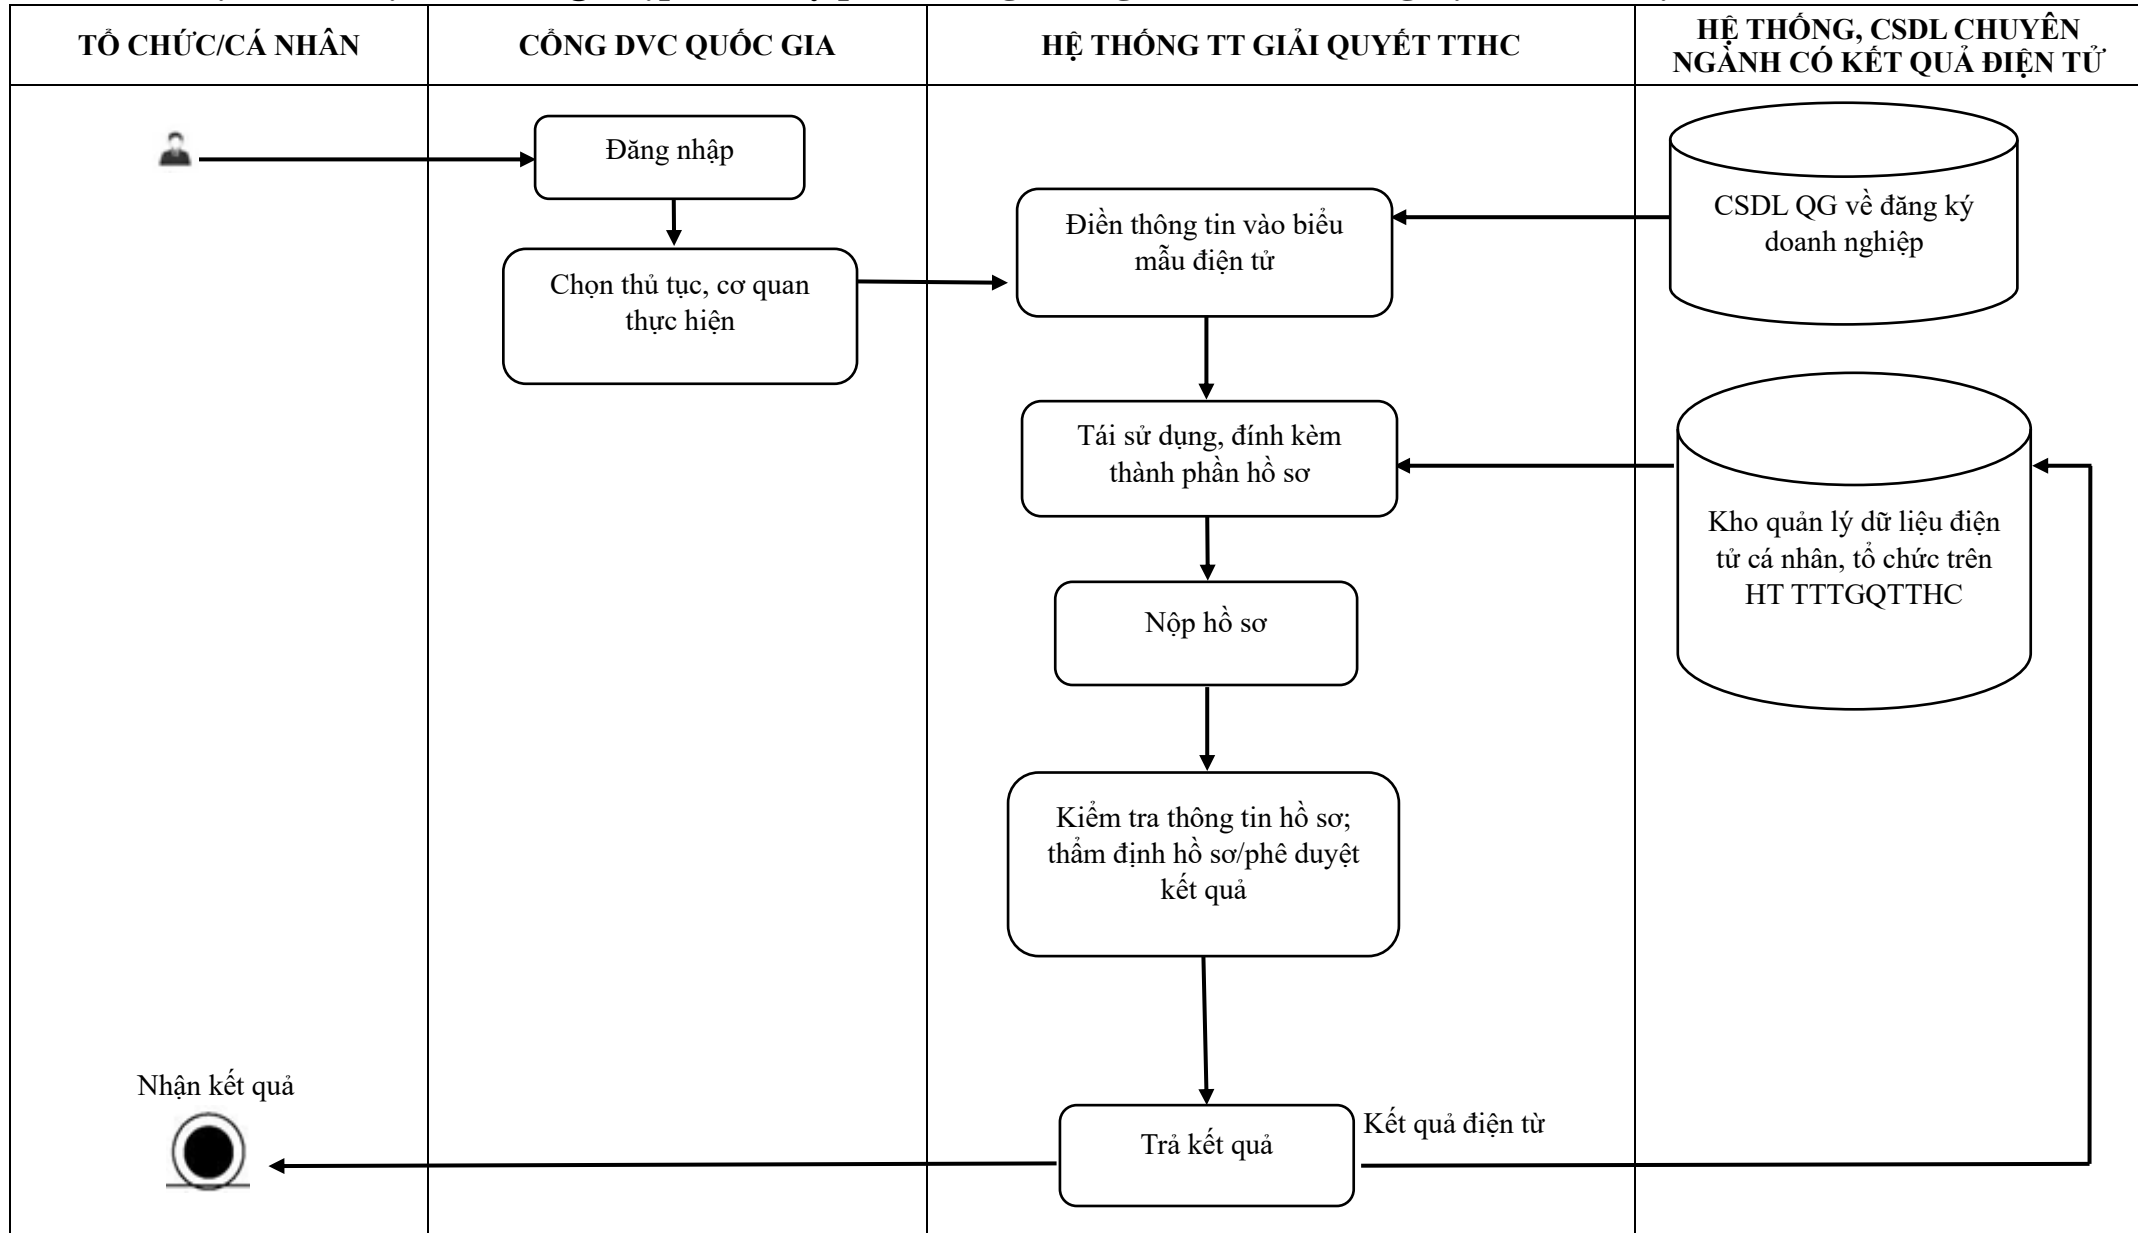 TỔ CHỨC/CÁ NHÂN
CỔNG DVC QUỐC GIA
HỆ THỐNG TT GIẢI QUYẾT TTHC
HỆ THỐNG, CSDL CHUYÊN
NGÀNH CÓ KẾT QUẢ ĐIỆN TỬ
Đăng nhập
Chọn thủ tục, cơ quan
thực hiện
Điền thông tin vào biểu
mẫu điện tử
CSDL QG về đăng ký
doanh nghiệp
Tái sử dụng, đính kèm
thành phần hồ sơ
Kho quản lý dữ liệu điện
tử cá nhân, tổ chức trên
HT TTTGQTTHC
Nộp hồ sơ
Kiểm tra thông tin hồ sơ;
thẩm định hồ sơ/phê duyệt
kết quả
Nhận kết quả
Trả kết quả
Kết quả điện từ